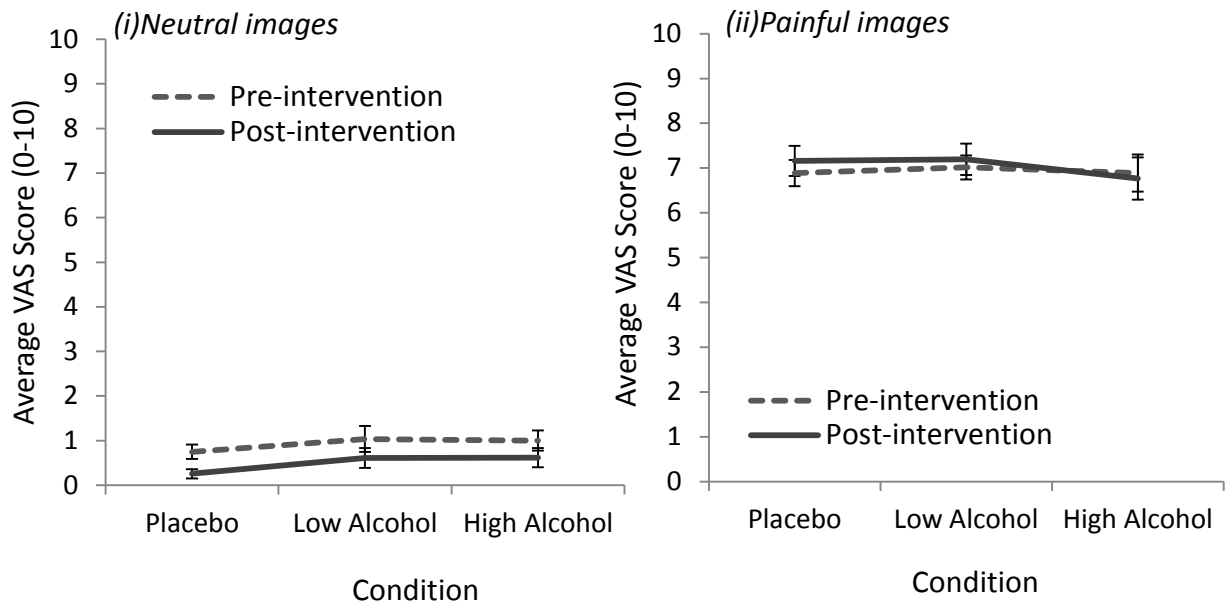 (i)Neutral images
Average VAS Score (0-10)
10
9
8
7
6
5
4
3
2
1
0
Pre-intervention
Post-intervention
Placebo
Low Alcohol
High Alcohol
Condition
(ii)Painful images
Average VAS Score (0-10)
10
9
8
7
6
5
4
3
2
1
0
Pre-intervention
Post-intervention
Placebo
Low Alcohol
High Alcohol
Condition